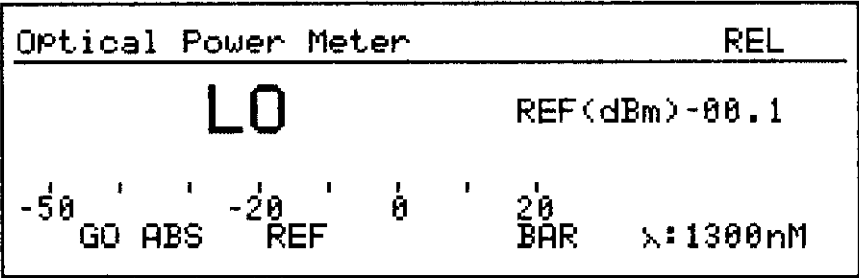 Optical Power Meter REL
LO REF(dBm)-00.1
-50 -20 0 20
GO ABS REF BAR λ:1300nM